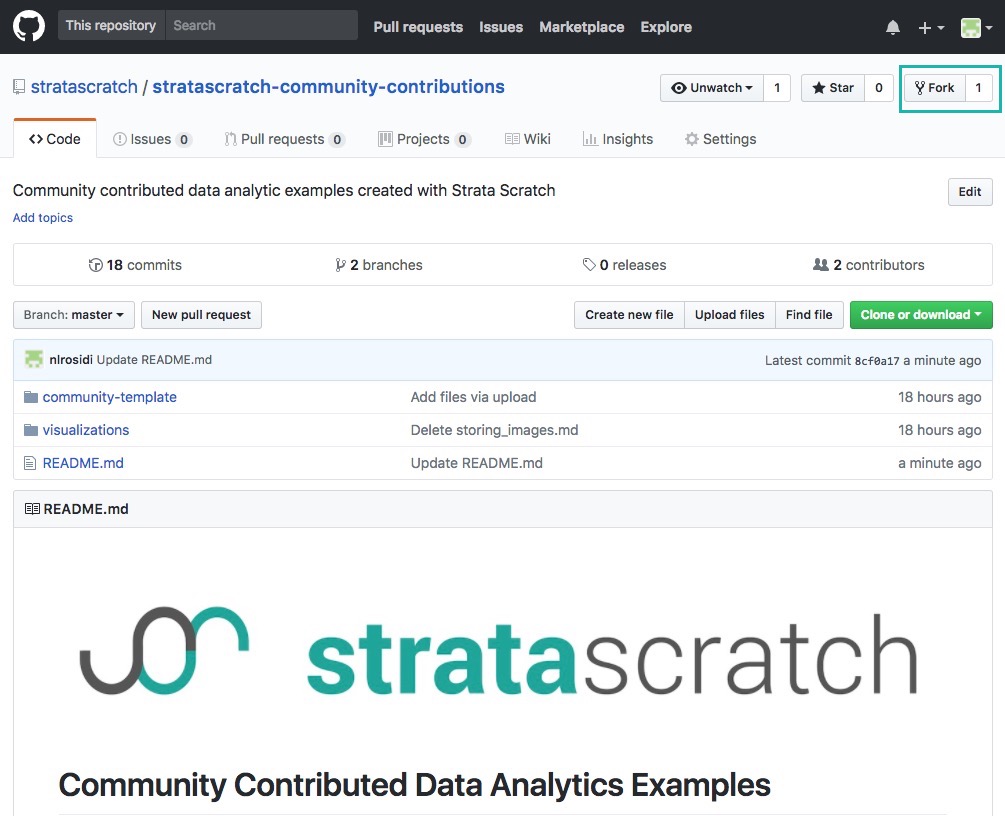 This repository Search Pull requests Issues Marketplace Explore
stratascratch / stratascratch-community-contributions Unwatch 1 Star 0 Fork 1
Code Issues 0 Pull requests 0 Projects 0 Wiki Insights Settings
Community contributed data analytic examples created with Strata Scratch Edit
Add topics
18 commits 2 branches 0 releases 2 contributors
Branch: master New pull request Create new file Upload files Find file Clone or download
nlrosidi Update README.md Latest commit 8cf0a17 a minute ago
community-template Add files via upload 18 hours ago
visualizations Delete storing_images.md 18 hours ago
README.md Update README.md a minute ago
README.md
stratascratch
Community Contributed Data Analytics Examples